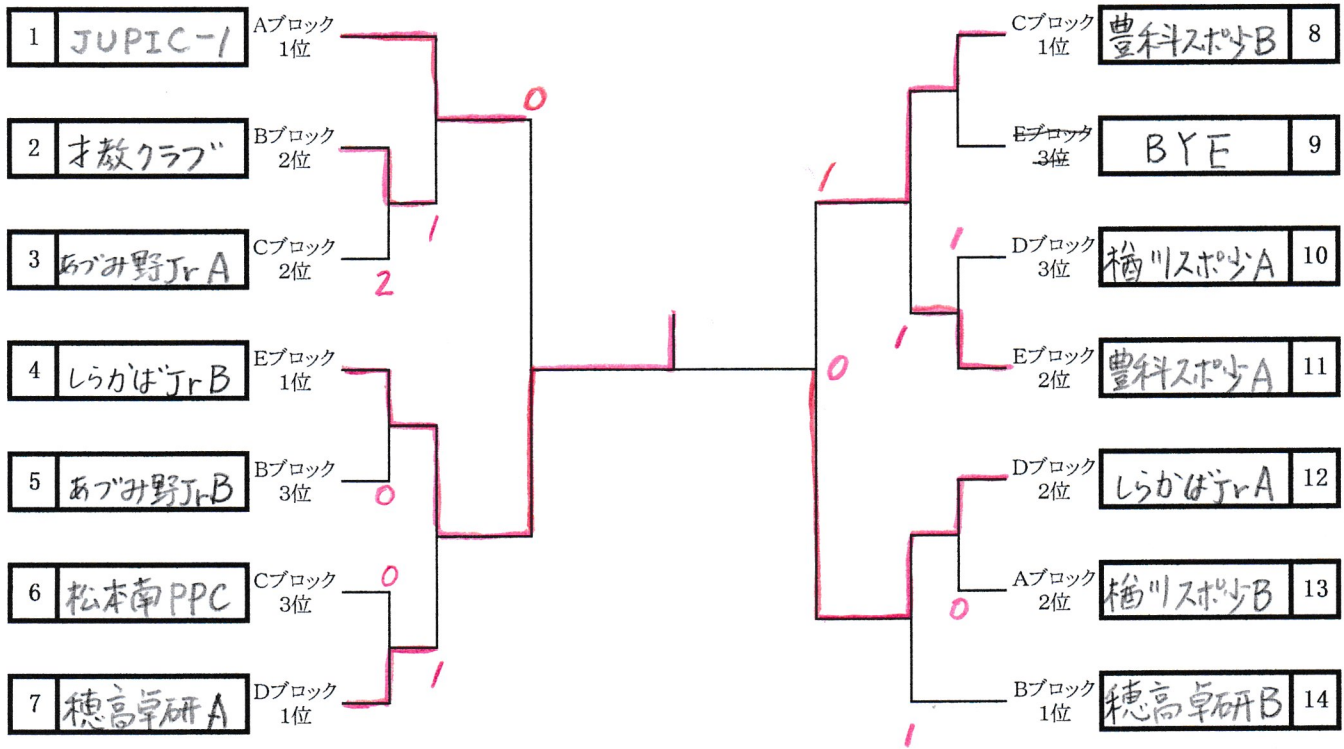 1 JUPIC-1 Aブロック 1位
0
2 才教クラブ Bブロック 2位
1
3 あづみ野Jr A Cブロック 2位
2
4 しらかばJr B Eブロック 1位
5 あづみ野Jr B Bブロック 3位
0
6 松本南PPC Cブロック 3位
0
7 穂高卓研A Dブロック 1位
1
Cブロック 1位 豊科スポ少B 8
Eブロック 3位 BYE 9
1
Dブロック 3位 楢川スポ少A 10
1
Eブロック 2位 豊科スポ少A 11
1
0
Dブロック 2位 しらかばJr A 12
Aブロック 2位 楢川スポ少B 13
0
Bブロック 1位 穂高卓研B 14
1